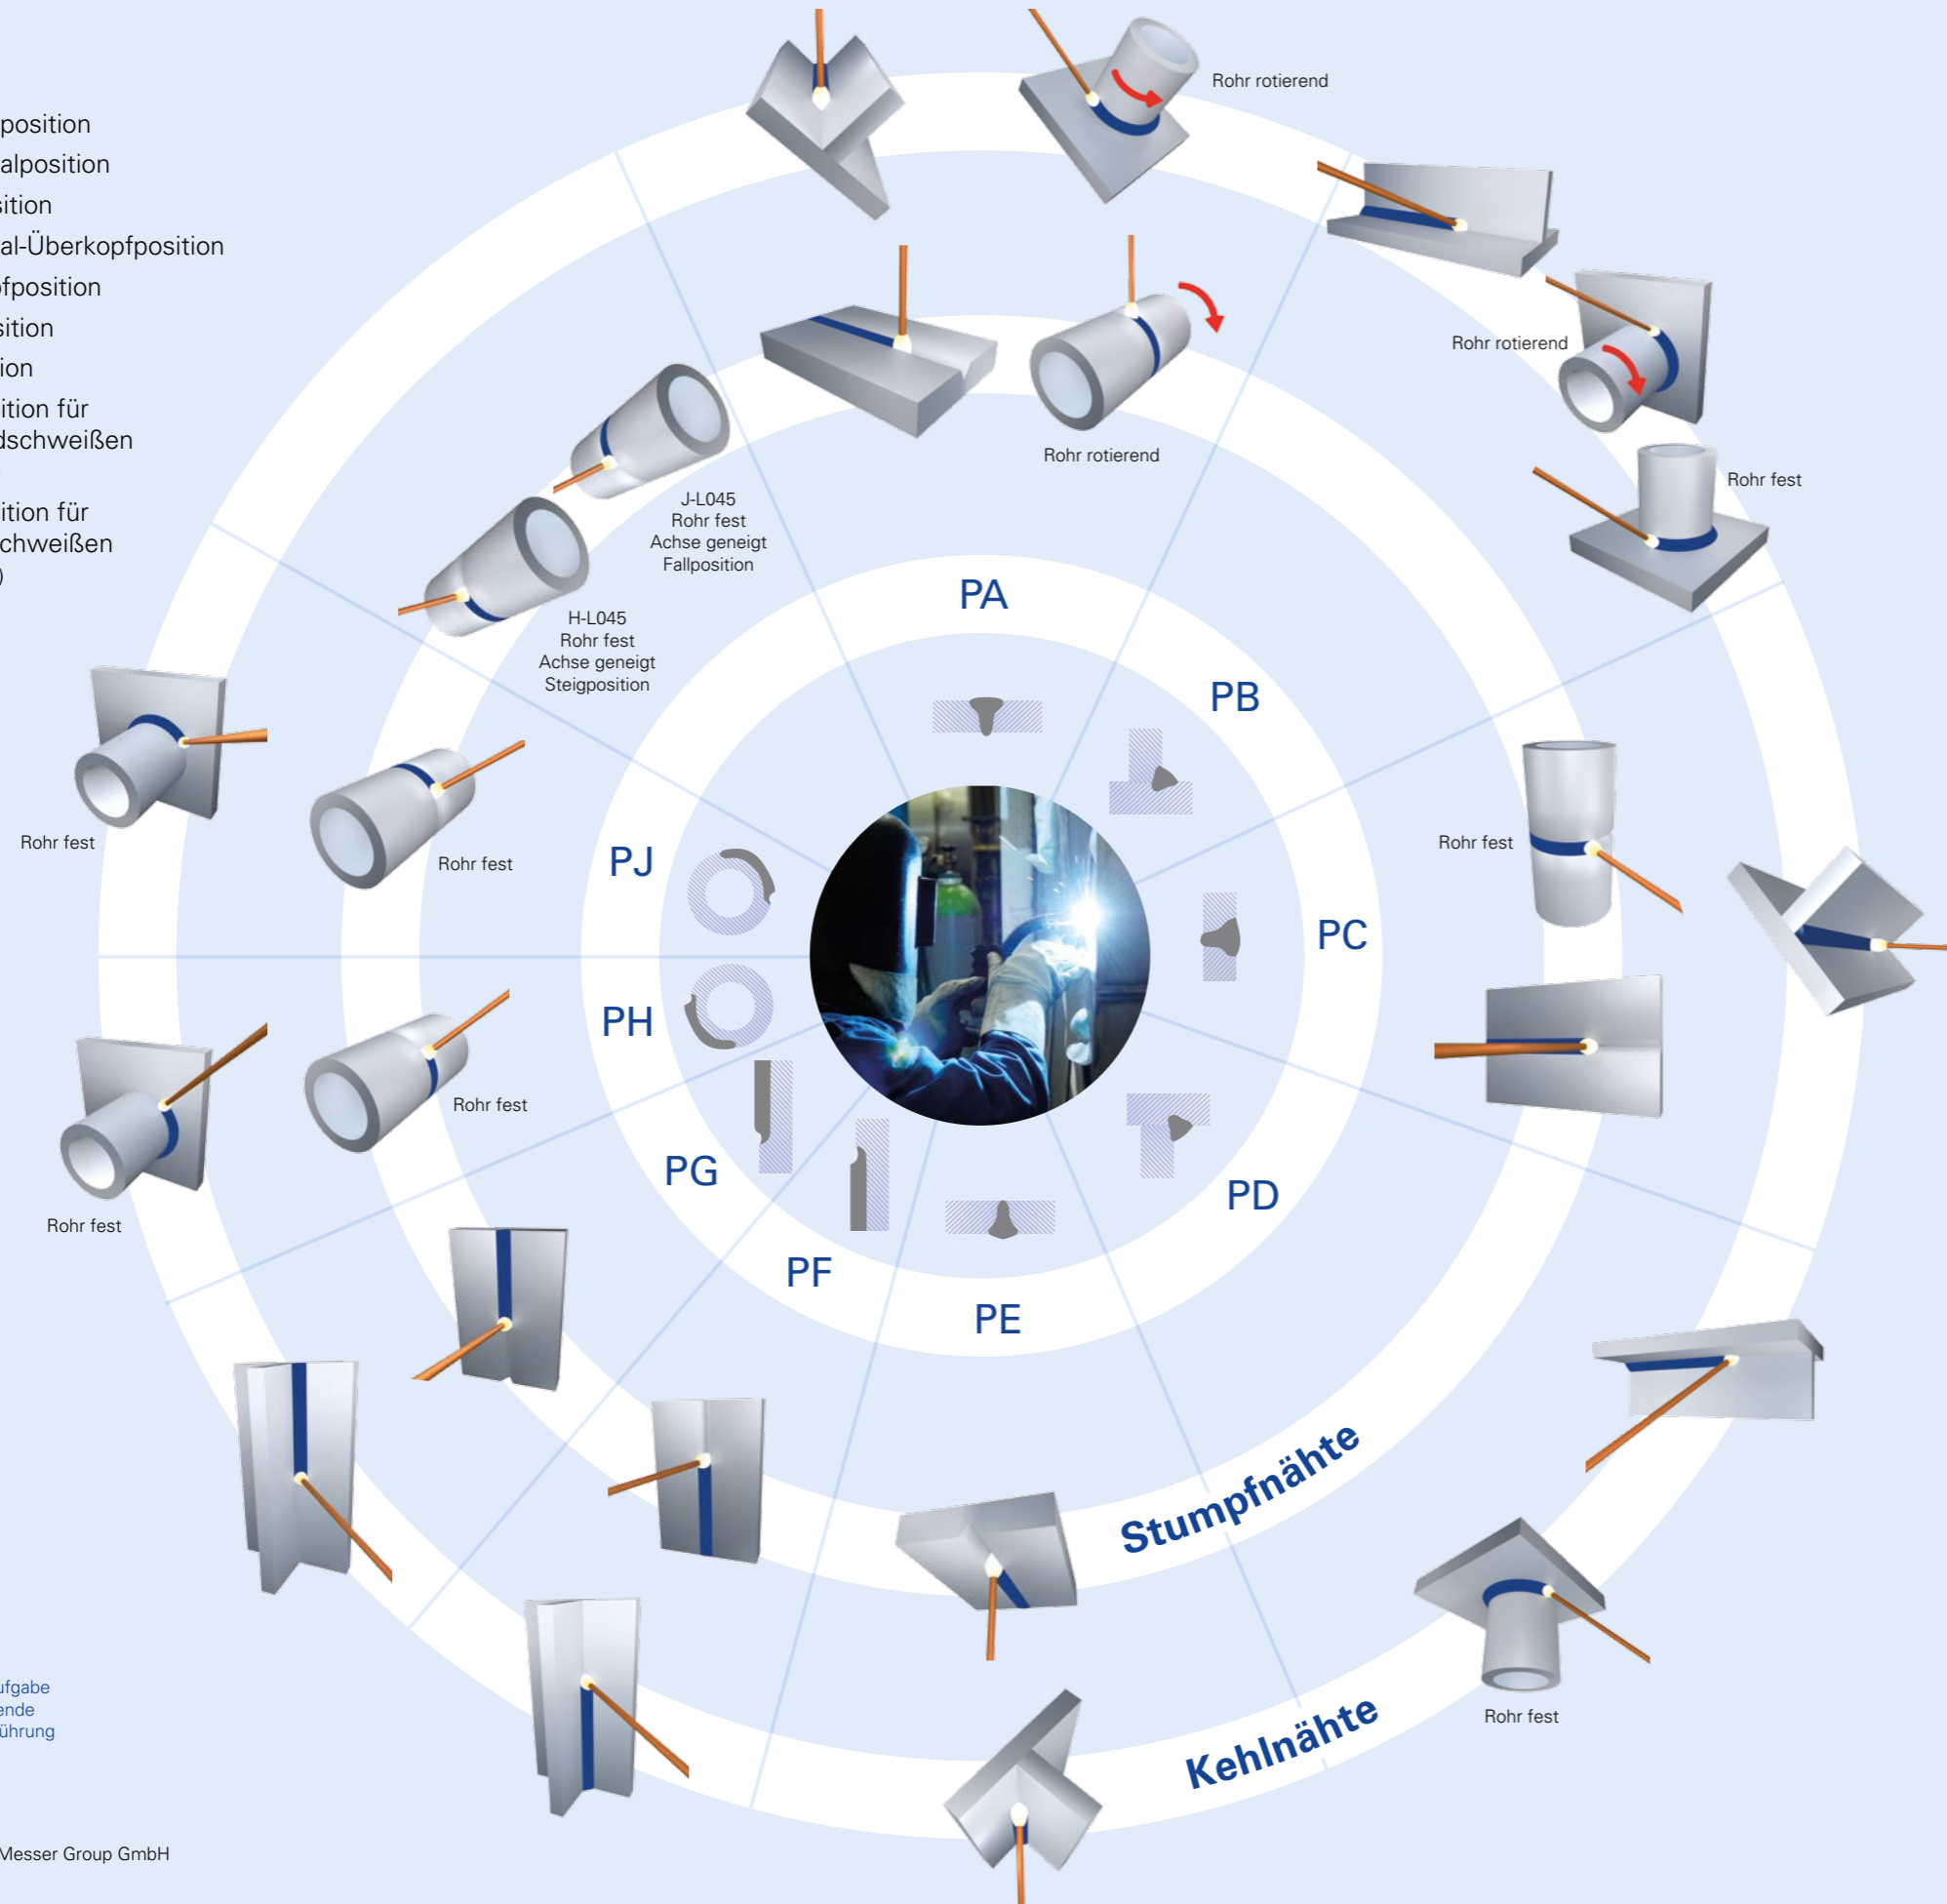 position
alposition
sition
al-Überkopfposition
fposition
sition
ion
ition für
dschweißen
ition für
chweißen
)
Rohr rotierend
Rohr rotierend
Rohr fest
Rohr rotierend
J-L045
Rohr fest
Achse geneigt
Fallposition
H-L045
Rohr fest
Achse geneigt
Steigposition
PA
PB
Rohr fest
Rohr fest
PJ
Rohr fest
PC
PH
Rohr fest
Rohr fest
PG
PD
PF
PE
Stumpfnähte
Kehlnähte
Rohr fest
ufgabe
ende
ührung
Messer Group GmbH